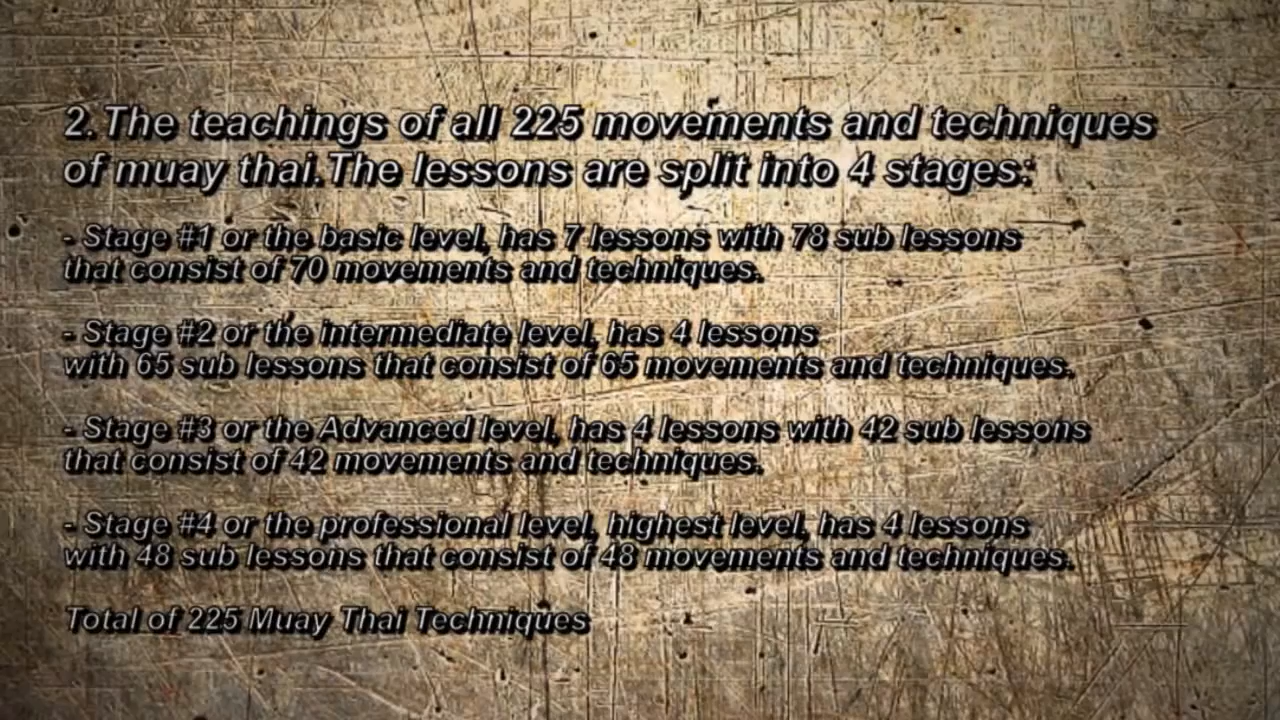 2. The teachings of all 225 movements and techniques
of muay thai.The lessons are split into 4 stages:
- Stage #1 or the basic level, has 7 lessons with 78 sub lessons
that consist of 70 movements and techniques.
- Stage #2 or the intermediate level, has 4 lessons
with 65 sub lessons that consist of 65 movements and techniques.
- Stage #3 or the Advanced level, has 4 lessons with 42 sub lessons
that consist of 42 movements and techniques.
- Stage #4 or the professional level, highest level, has 4 lessons
with 48 sub lessons that consist of 48 movements and techniques.
Total of 225 Muay Thai Techniques